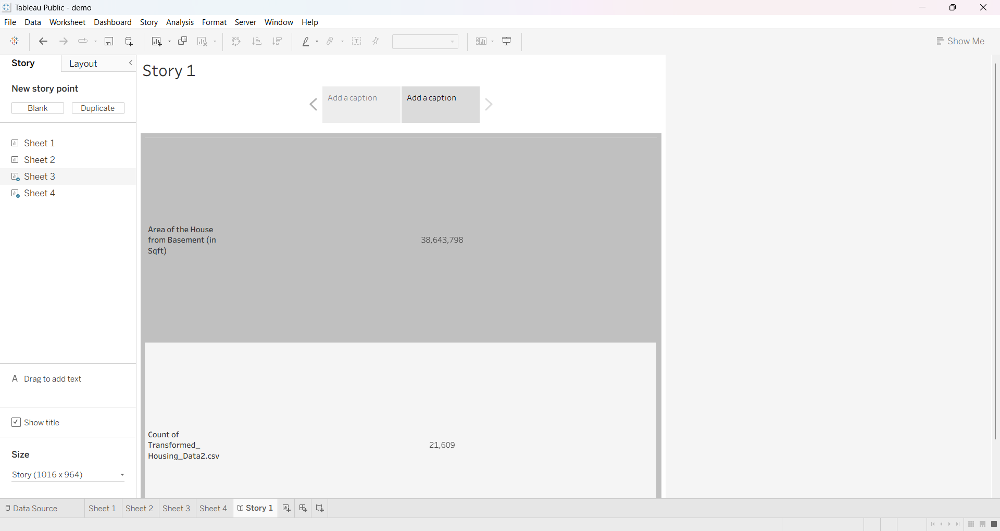 Tableau Public - demo
File Data Worksheet Dashboard Story Analysis Format Server Window Help
Show Me
Story Layout
Story 1
New story point
Blank Duplicate
Add a caption Add a caption
Sheet 1
Sheet 2
Sheet 3
Sheet 4
Area of the House
from Basement (in
Sqft)
38,643,798
A Drag to add text
Show title
Count of
Transformed_
Housing_Data2.csv
21,609
Size
Story (1016 x 964)
Data Source Sheet 1 Sheet 2 Sheet 3 Sheet 4 Story 1